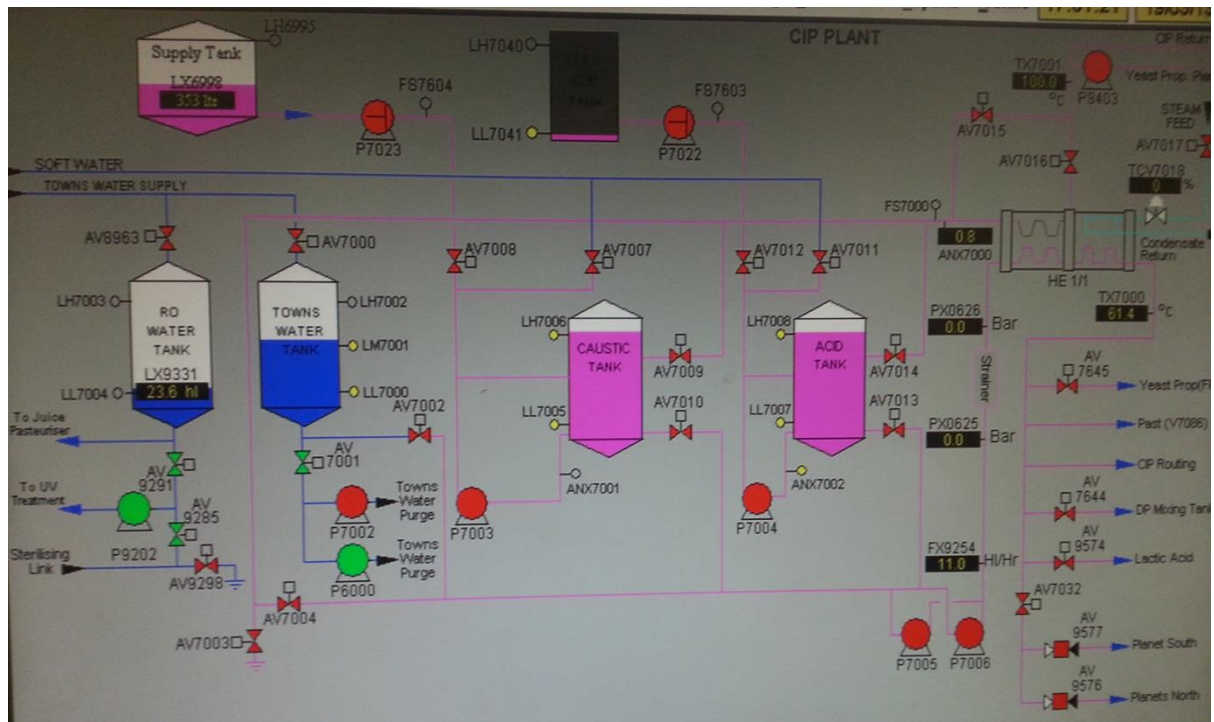 CIP PLANT
LH6995
Supply Tank
LX6998
353 ltr
FS7604
P7023
LH7040
TANK
LL7041
FS7603
P7022
TX7001
100.0
°C
P9403
CIP Return
Yeast Prop. Pla
AV7015
STEAM
FEED
AV7017
AV7016
TCV7018
0 %
SOFT WATER
TOWNS WATER SUPPLY
AV8963
AV7000
AV7008
AV7007
AV7012
AV7011
FS7000
0.8
ANX7000
Condensate
Return
HE 1/1
LH7003
RO
WATER
TANK
LX9331
23.6 hl
LL7004
TOWNS
WATER
TANK
LH7002
LM7001
LL7000
LH7006
CAUSTIC
TANK
LL7005
AV7009
AV7010
ANX7001
LH7008
ACID
TANK
LL7007
AV7014
AV7013
ANX7002
PX0626
0.0 Bar
Strainer
PX0625
0.0 Bar
TX7000
61.4 °C
AV
7645
Yeast Prop(F
Past (V7086)
CIP Routing
AV
7644
DP Mixing Tank
AV
9574
Lactic Acid
FX9254
11.0 Hl/Hr
AV7032
AV
9577
Planet South
AV
9576
Planets North
To Juice
Pasteuriser
AV
9291
To UV
Treatment
AV
9285
P9202
Sterilising
Link
AV9298
AV7002
AV
7001
P7002
Towns
Water
Purge
P6000
Towns
Water
Purge
P7003
P7004
AV7004
AV7003
P7005
P7006